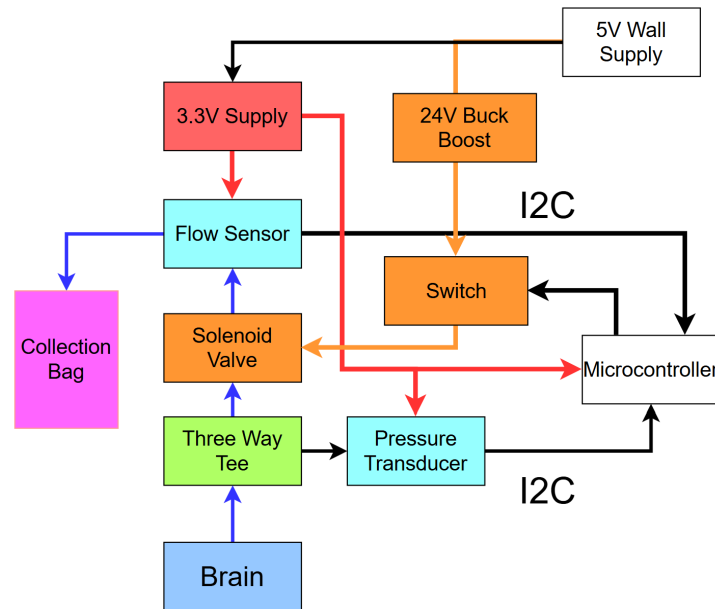 5V Wall
Supply
3.3V Supply
24V Buck
Boost
I2C
Flow Sensor
Switch
Collection
Bag
Solenoid
Valve
Microcontroller
Three Way
Tee
Pressure
Transducer
I2C
Brain